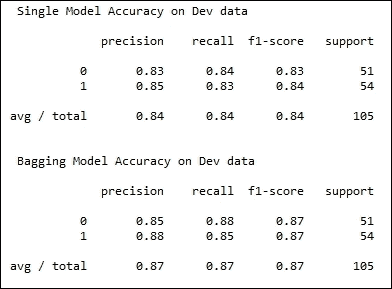 Single Model Accuracy on Dev data
precision recall f1-score support
0 0.83 0.84 0.83 51
1 0.85 0.83 0.84 54
avg / total 0.84 0.84 0.84 105
Bagging Model Accuracy on Dev data
precision recall f1-score support
0 0.85 0.88 0.87 51
1 0.88 0.85 0.87 54
avg / total 0.87 0.87 0.87 105